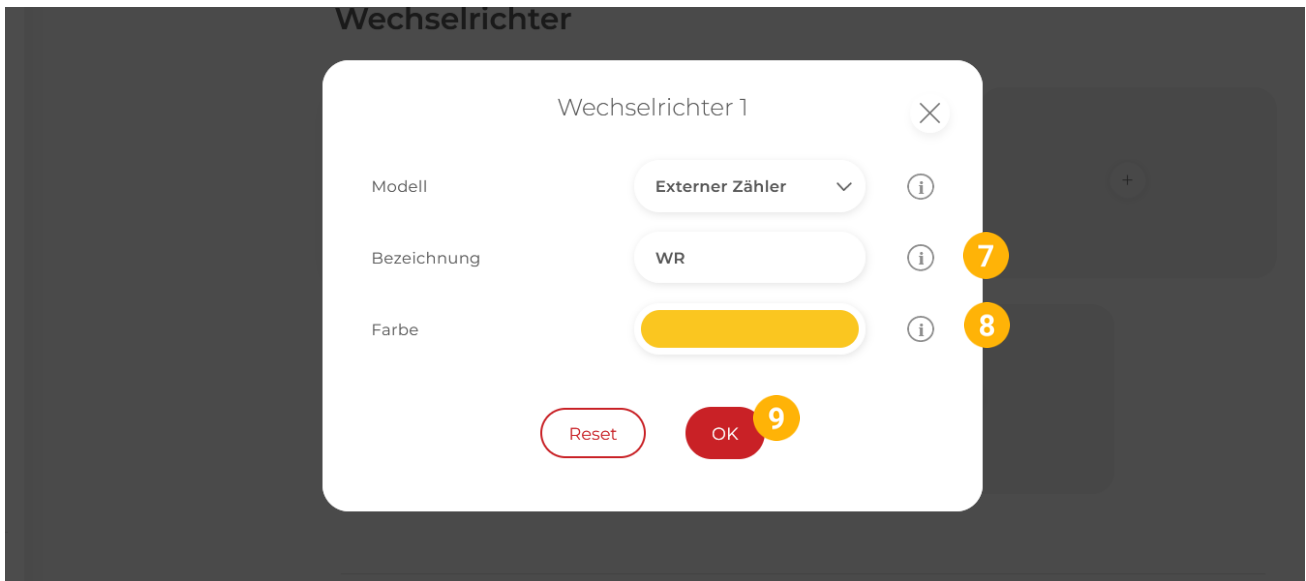 Wechselrichter
Wechselrichter 1
Modell
Externer Zähler
Bezeichnung
WR
7
Farbe
8
Reset
OK
9